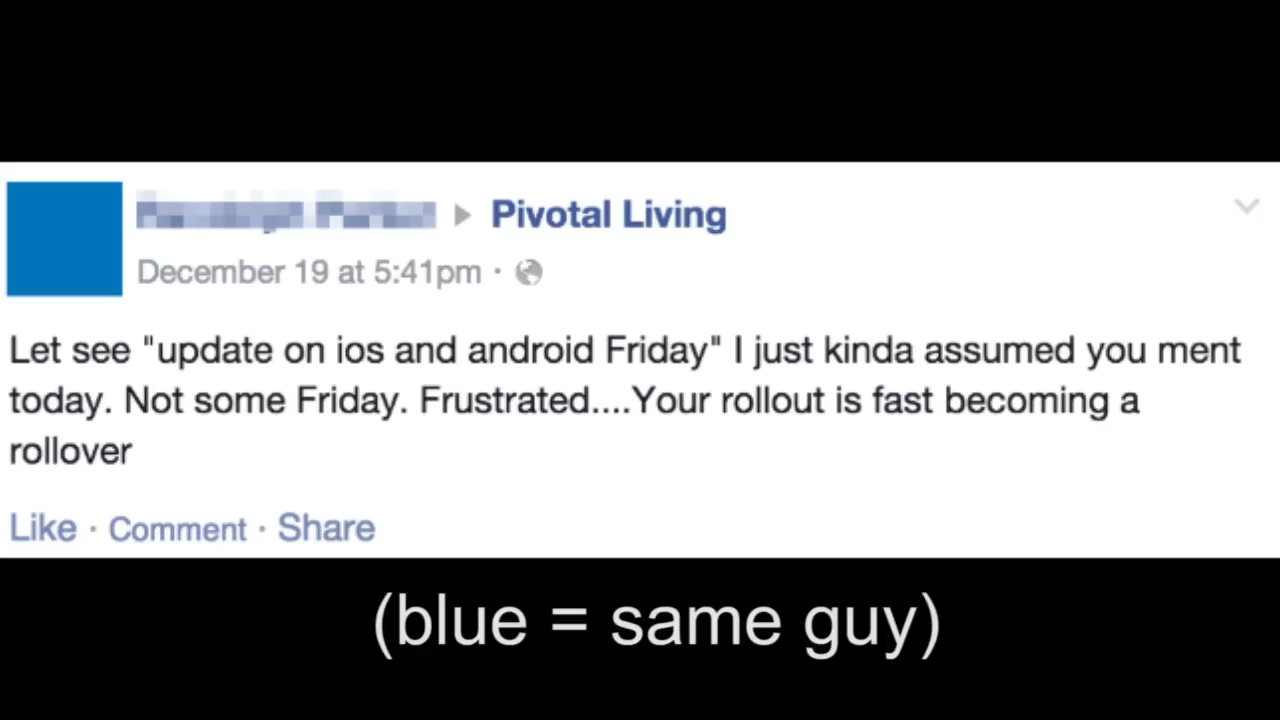 Pivotal Living
December 19 at 5:41pm ·
Let see "update on ios and android Friday" I just kinda assumed you ment
today. Not some Friday. Frustrated....Your rollout is fast becoming a
rollover
Like · Comment · Share
(blue = same guy)